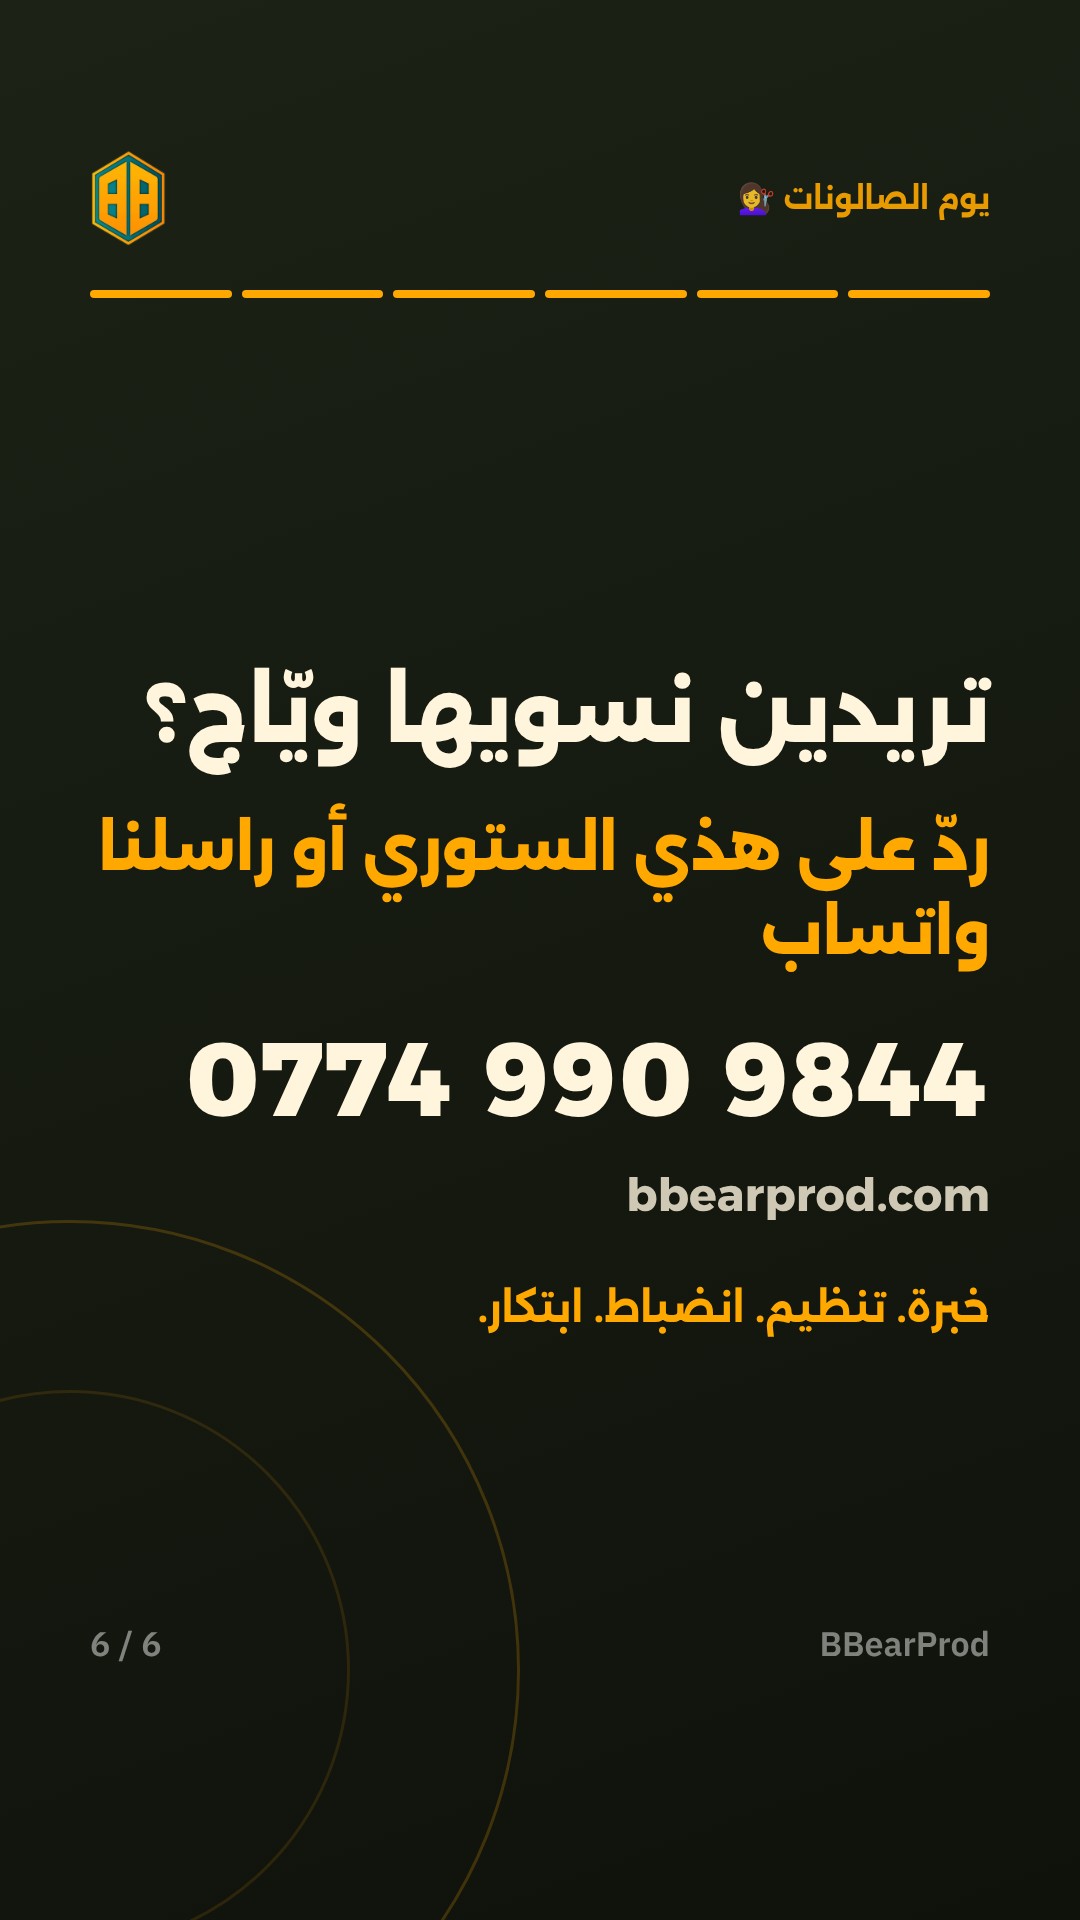 يوم الصالونات 💇‍♀️
تريدين نسويها ويّاج؟
ردّ على هذي الستوري أو راسلنا
واتساب
0774 990 9844
bbearprod.com
خبرة. تنظيم. انضباط. ابتكار.
6 / 6
BBearProd